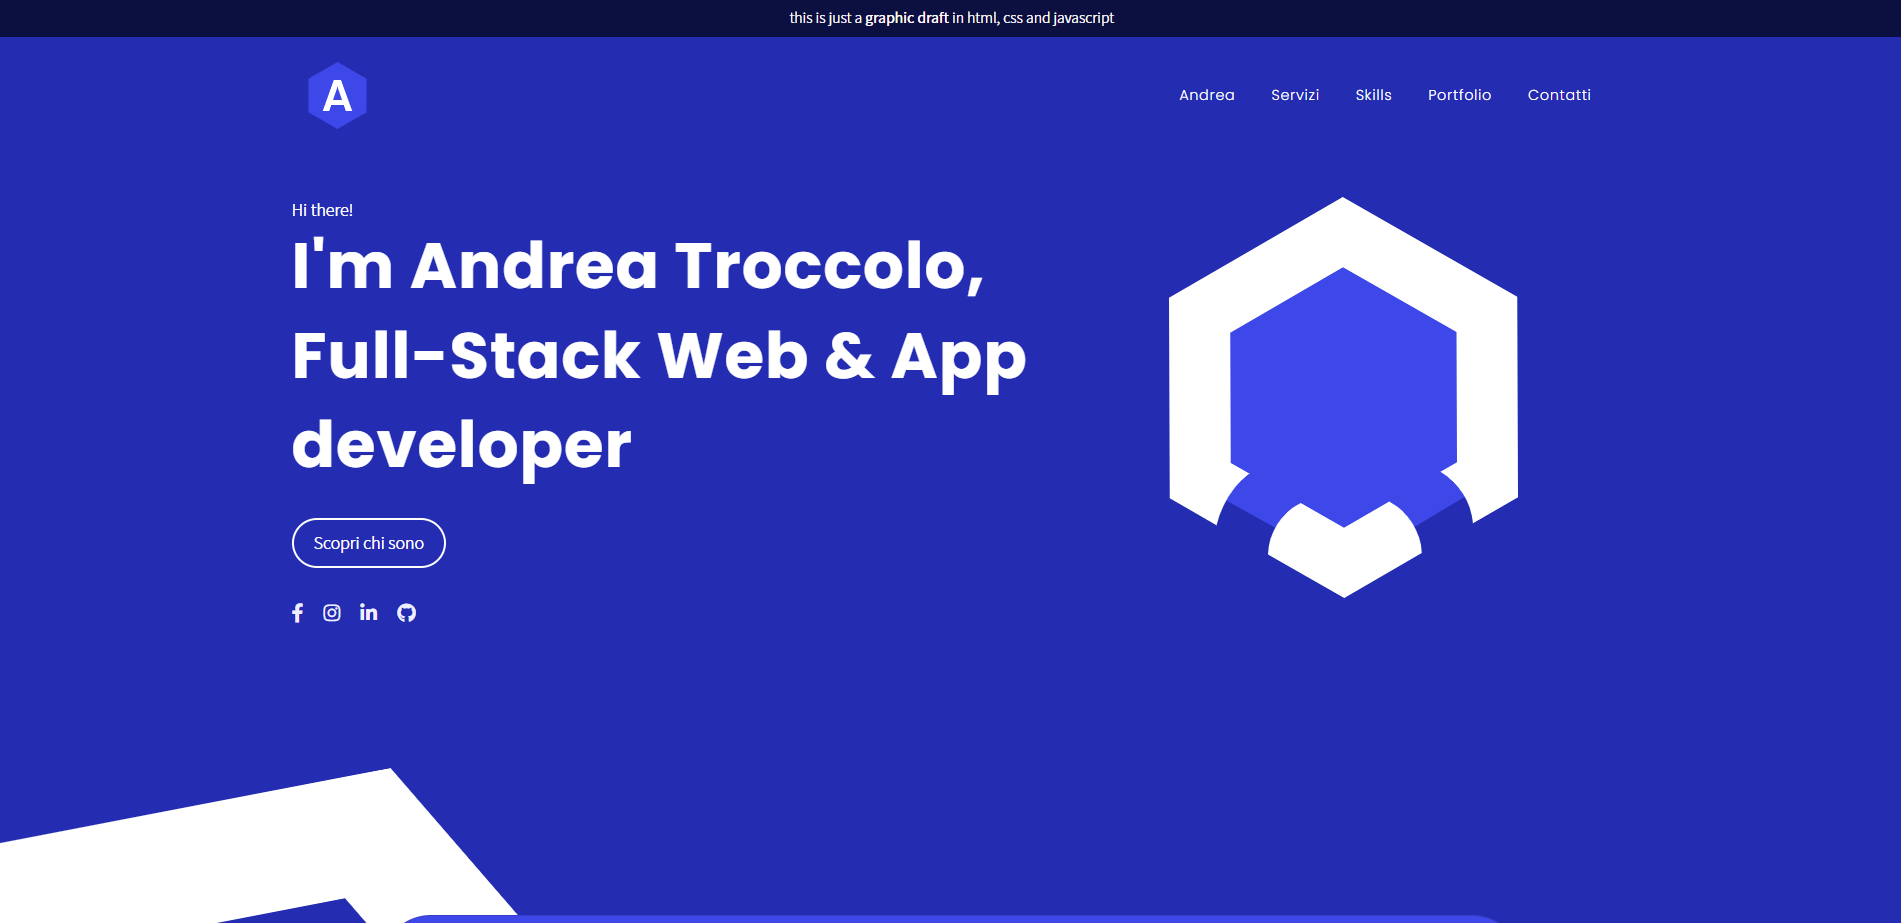 this is just a graphic draft in html, css and javascript
A
Andrea Servizi Skills Portfolio Contatti
Hi there!
I'm Andrea Troccolo,
Full-Stack Web & App
developer
Scopri chi sono